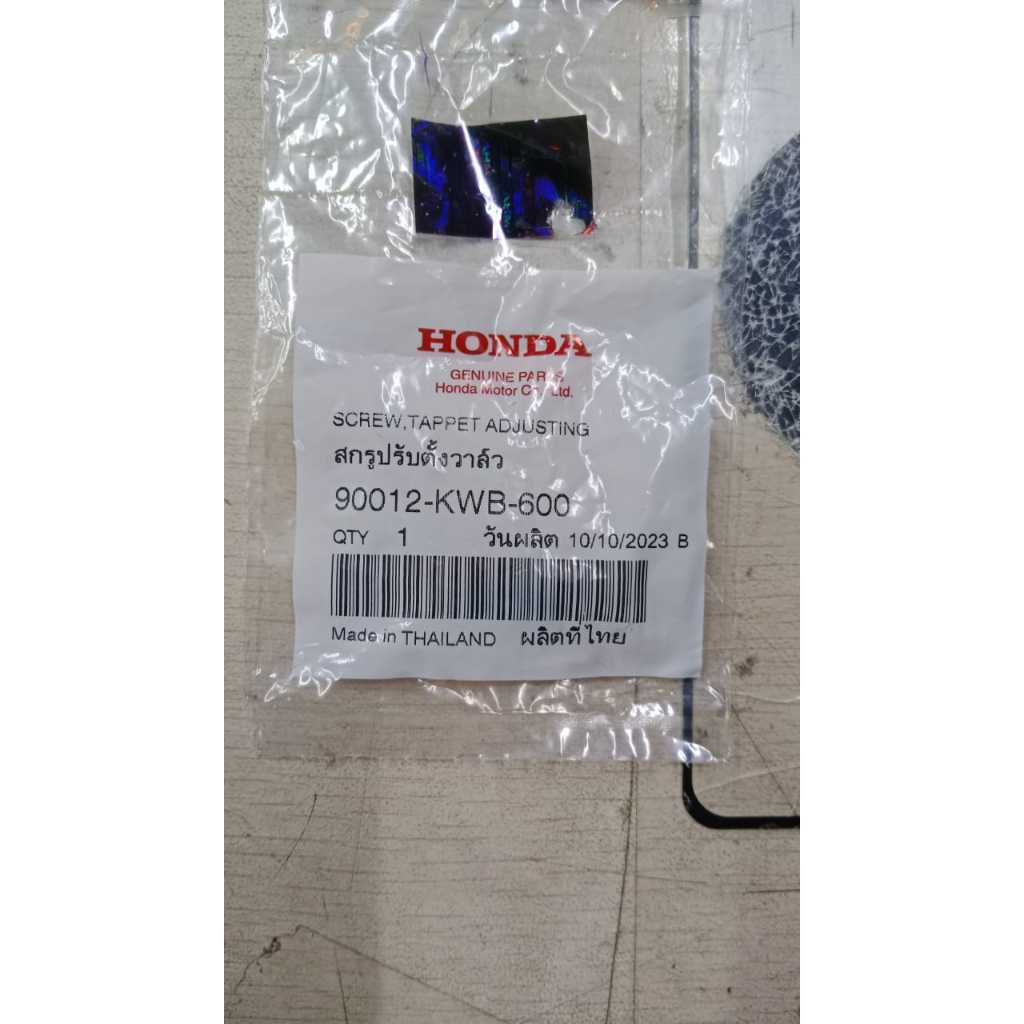 HONDA
GENUINE PARTS
Honda Motor Co., Ltd.
SCREW,TAPPET ADJUSTING
สกรูปรับตั้งวาล์ว
90012-KWB-600
QTY 1 วันผลิต 10/10/2023 B
Made in THAILAND ผลิตที่ไทย